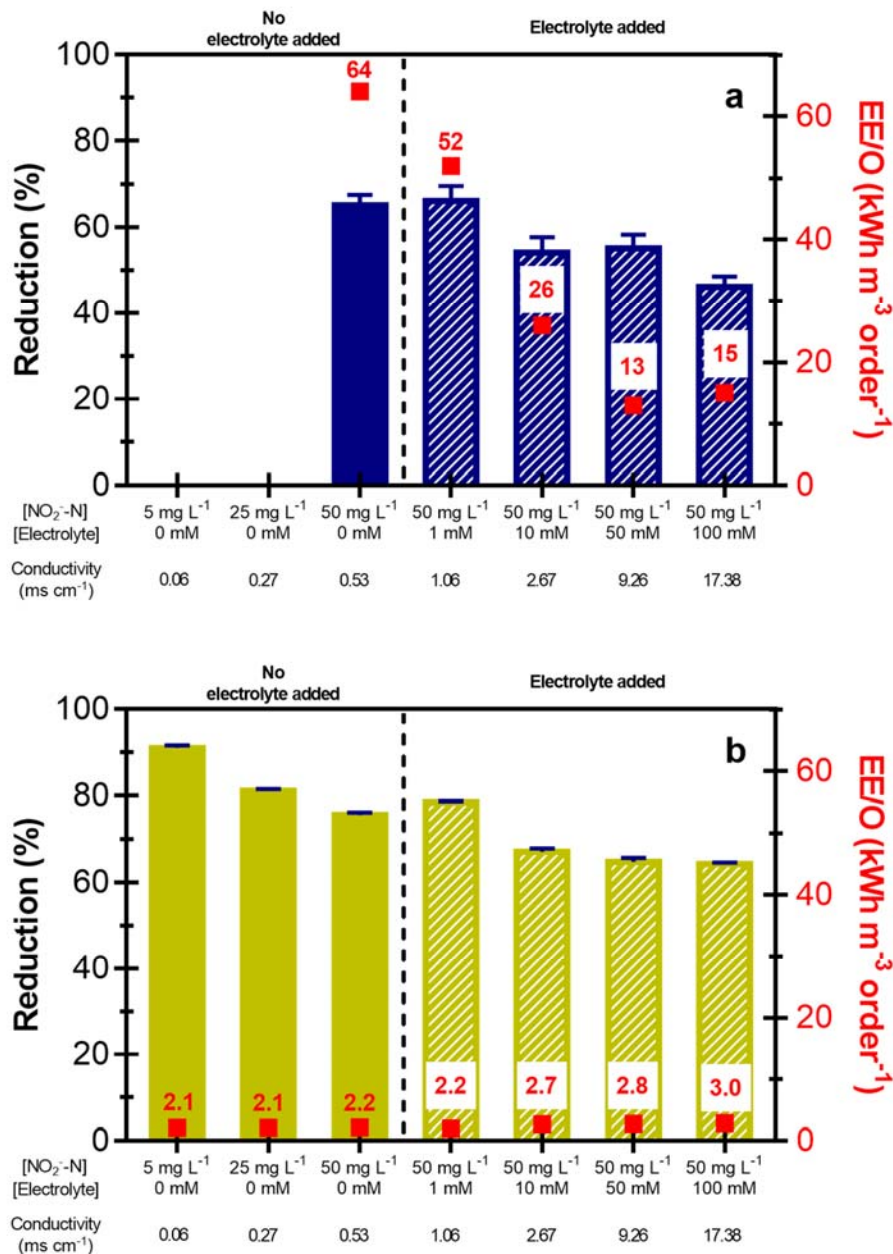 No
electrolyte added
Electrolyte added
a
Reduction (%)
100
80
60
40
20
0
64
52
26
13
15
60
40
20
0
EE/O (kWh m⁻³ order⁻¹)
[NO₂⁻-N] 5 mg L⁻¹ 25 mg L⁻¹ 50 mg L⁻¹ 50 mg L⁻¹ 50 mg L⁻¹ 50 mg L⁻¹ 50 mg L⁻¹
[Electrolyte] 0 mM 0 mM 0 mM 1 mM 10 mM 50 mM 100 mM
Conductivity
(ms cm⁻¹) 0.06 0.27 0.53 1.06 2.67 9.26 17.38
No
electrolyte added
Electrolyte added
b
Reduction (%)
100
80
60
40
20
0
2.1 2.1 2.2 2.2 2.7 2.8 3.0
60
40
20
0
EE/O (kWh m⁻³ order⁻¹)
[NO₂⁻-N] 5 mg L⁻¹ 25 mg L⁻¹ 50 mg L⁻¹ 50 mg L⁻¹ 50 mg L⁻¹ 50 mg L⁻¹ 50 mg L⁻¹
[Electrolyte] 0 mM 0 mM 0 mM 1 mM 10 mM 50 mM 100 mM
Conductivity
(ms cm⁻¹) 0.06 0.27 0.53 1.06 2.67 9.26 17.38